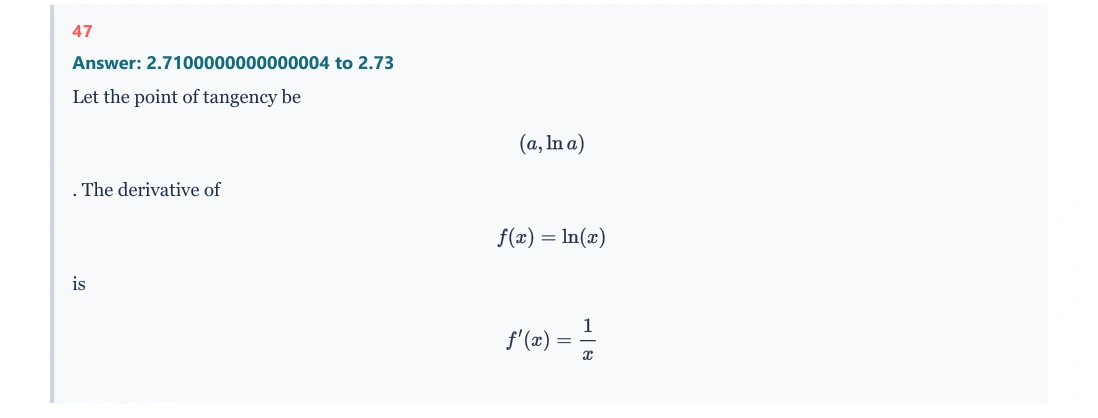 47
Answer: 2.7100000000000004 to 2.73
Let the point of tangency be
(a, ln a)
. The derivative of
f(x) = ln(x)
is
f′(x) = 1/x